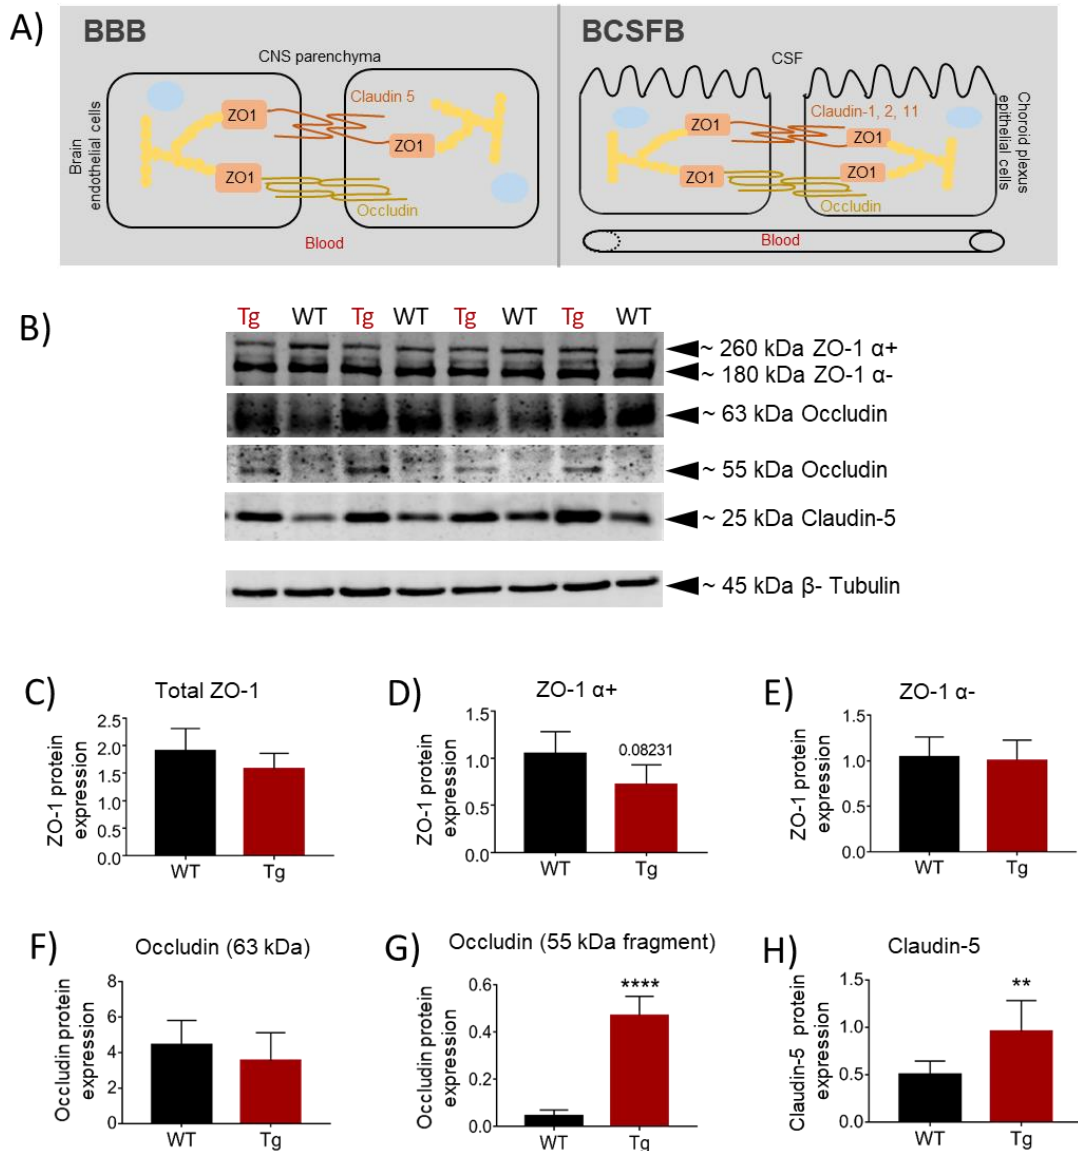 A)
BBB
CNS parenchyma
Brain
endothelial cells
Claudin 5
ZO1
ZO1
ZO1
Occludin
Blood
BCSFB
CSF
Claudin-1, 2, 11
ZO1
ZO1
ZO1
ZO1
Occludin
Choroid plexus
epithelial cells
Blood
B)
Tg WT Tg WT Tg WT Tg WT
~ 260 kDa ZO-1 α+
~ 180 kDa ZO-1 α-
~ 63 kDa Occludin
~ 55 kDa Occludin
~ 25 kDa Claudin-5
~ 45 kDa β- Tubulin
C)
Total ZO-1
ZO-1 protein
expression
2.5
2.0
1.5
1.0
0.5
0.0
WT Tg
D)
ZO-1 α+
ZO-1 protein
expression
1.5
1.0
0.5
0.0
0.08231
WT Tg
E)
ZO-1 α-
ZO-1 protein
expression
1.5
1.0
0.5
0.0
WT Tg
F)
Occludin (63 kDa)
Occludin protein
expression
8
6
4
2
0
WT Tg
G)
Occludin (55 kDa fragment)
Occludin protein
expression
0.6
0.4
0.2
0.0
****
WT Tg
H)
Claudin-5
Claudin-5 protein
expression
1.5
1.0
0.5
0.0
**
WT Tg